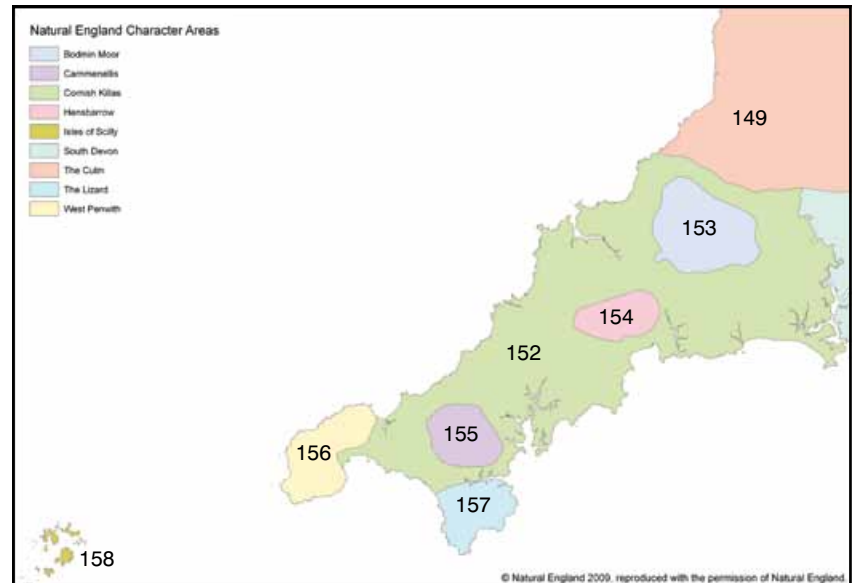 Natural England Character Areas
Bodmin Moor
Carnmenellis
Cornish Killas
Hensbarrow
Isles of Scilly
South Devon
The Culm
The Lizard
West Penwith
149
153
154
152
155
156
157
158
© Natural England 2009, reproduced with the permission of Natural England